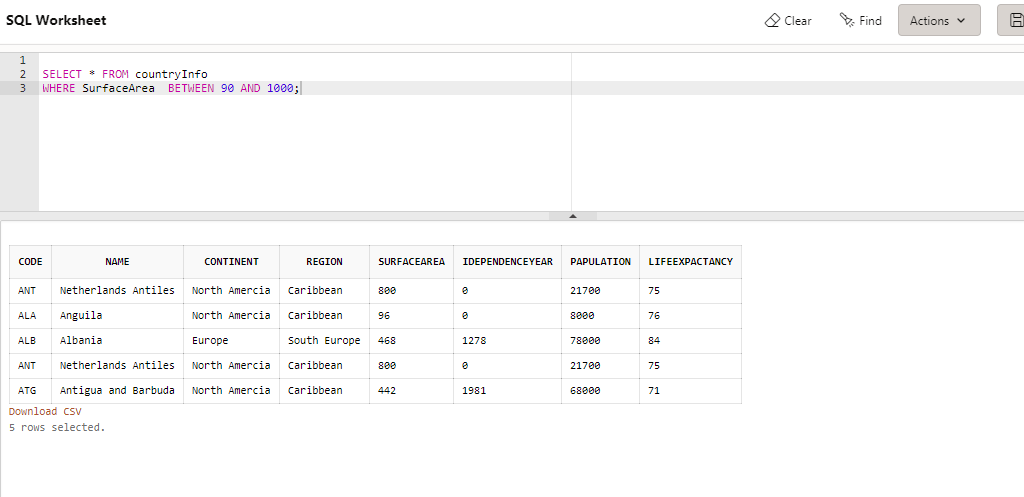 SQL Worksheet Clear Find Actions
1
2 SELECT * FROM countryInfo
3 WHERE SurfaceArea  BETWEEN 90 AND 1000;
CODE NAME CONTINENT REGION SURFACEAREA IDEPENDENCEYEAR PAPULATION LIFEEXPACTANCY
ANT Netherlands Antiles North Amercia Caribbean 800 0 21700 75
ALA Anguila North Amercia Caribbean 96 0 8000 76
ALB Albania Europe South Europe 468 1278 78000 84
ANT Netherlands Antiles North Amercia Caribbean 800 0 21700 75
ATG Antigua and Barbuda North Amercia Caribbean 442 1981 68000 71
Download CSV
5 rows selected.